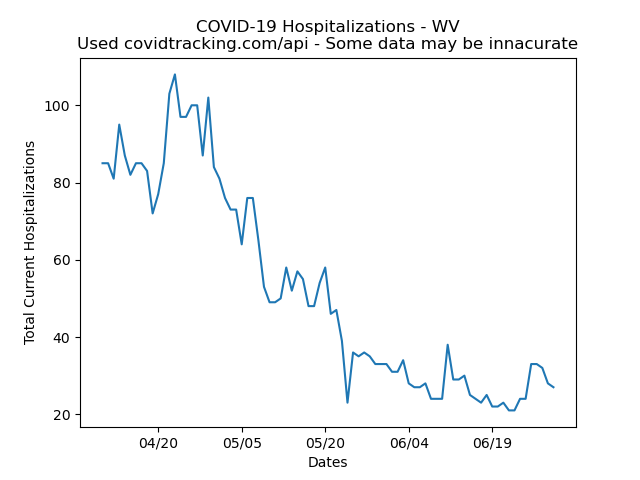 COVID-19 Hospitalizations - WV
Used covidtracking.com/api - Some data may be innacurate
Total Current Hospitalizations
100
80
60
40
20
04/20
05/05
05/20
06/04
06/19
Dates